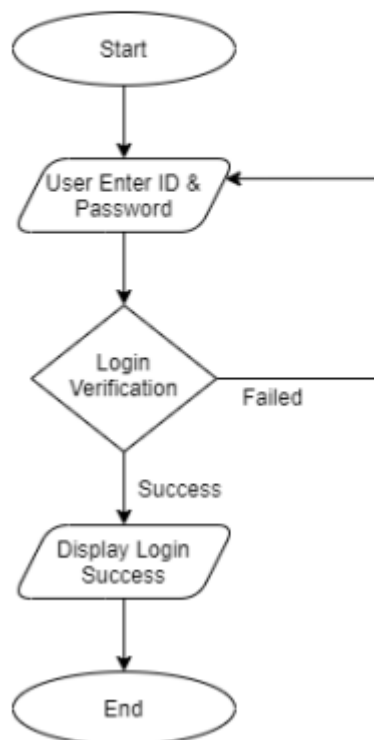 Start
User Enter ID &
Password
Login
Verification
Failed
Success
Display Login
Success
End